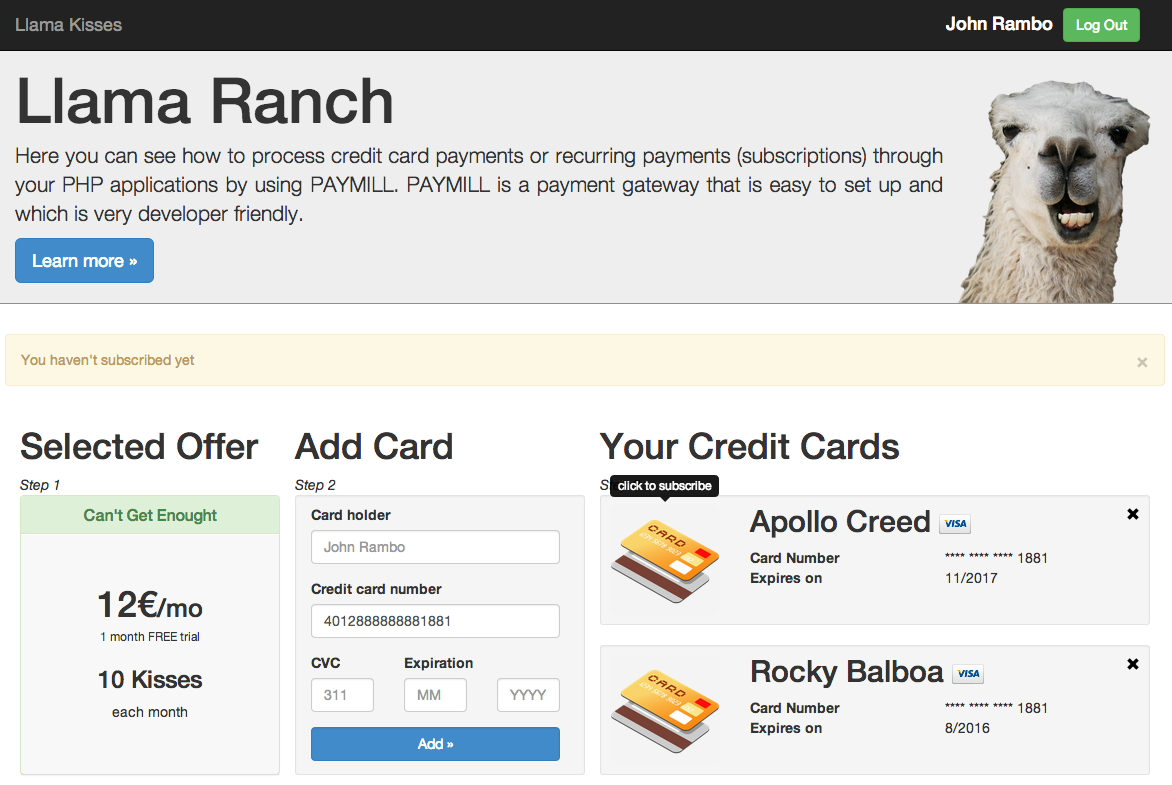 Llama Kisses
John Rambo
Log Out
Llama Ranch
Here you can see how to process credit card payments or recurring payments (subscriptions) through
your PHP applications by using PAYMILL. PAYMILL is a payment gateway that is easy to set up and
which is very developer friendly.
Learn more »
You haven't subscribed yet
×
Selected Offer
Step 1
Can't Get Enought
12€/mo
1 month FREE trial
10 Kisses
each month
Add Card
Step 2
Card holder
John Rambo
Credit card number
4012888888881881
CVC
Expiration
311
MM
YYYY
Add »
Your Credit Cards
click to subscribe
CARD
Apollo Creed VISA
Card Number **** **** **** 1881
Expires on 11/2017
CARD
Rocky Balboa VISA
Card Number **** **** **** 1881
Expires on 8/2016